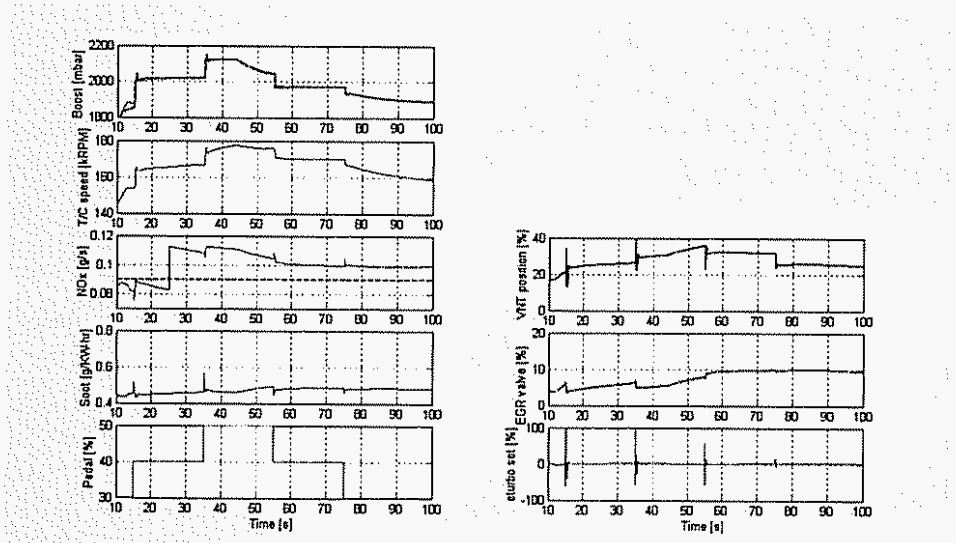 Boost [mbar]
2200
2000
1800
10 20 30 40 50 60 70 80 90 100
T/C speed [kRPM]
180
160
140
10 20 30 40 50 60 70 80 90 100
NOx [g/s]
0.12
0.1
0.08
10 20 30 40 50 60 70 80 90 100
Soot [g/KW-hr]
0.8
0.6
0.4
10 20 30 40 50 60 70 80 90 100
Pedal [%]
50
40
30
10 20 30 40 50 60 70 80 90 100
Time [s]
VNT position [%]
40
20
0
10 20 30 40 50 60 70 80 90 100
EGR valve [%]
20
10
0
10 20 30 40 50 60 70 80 90 100
eturbo set [%]
100
0
-100
10 20 30 40 50 60 70 80 90 100
Time [s]